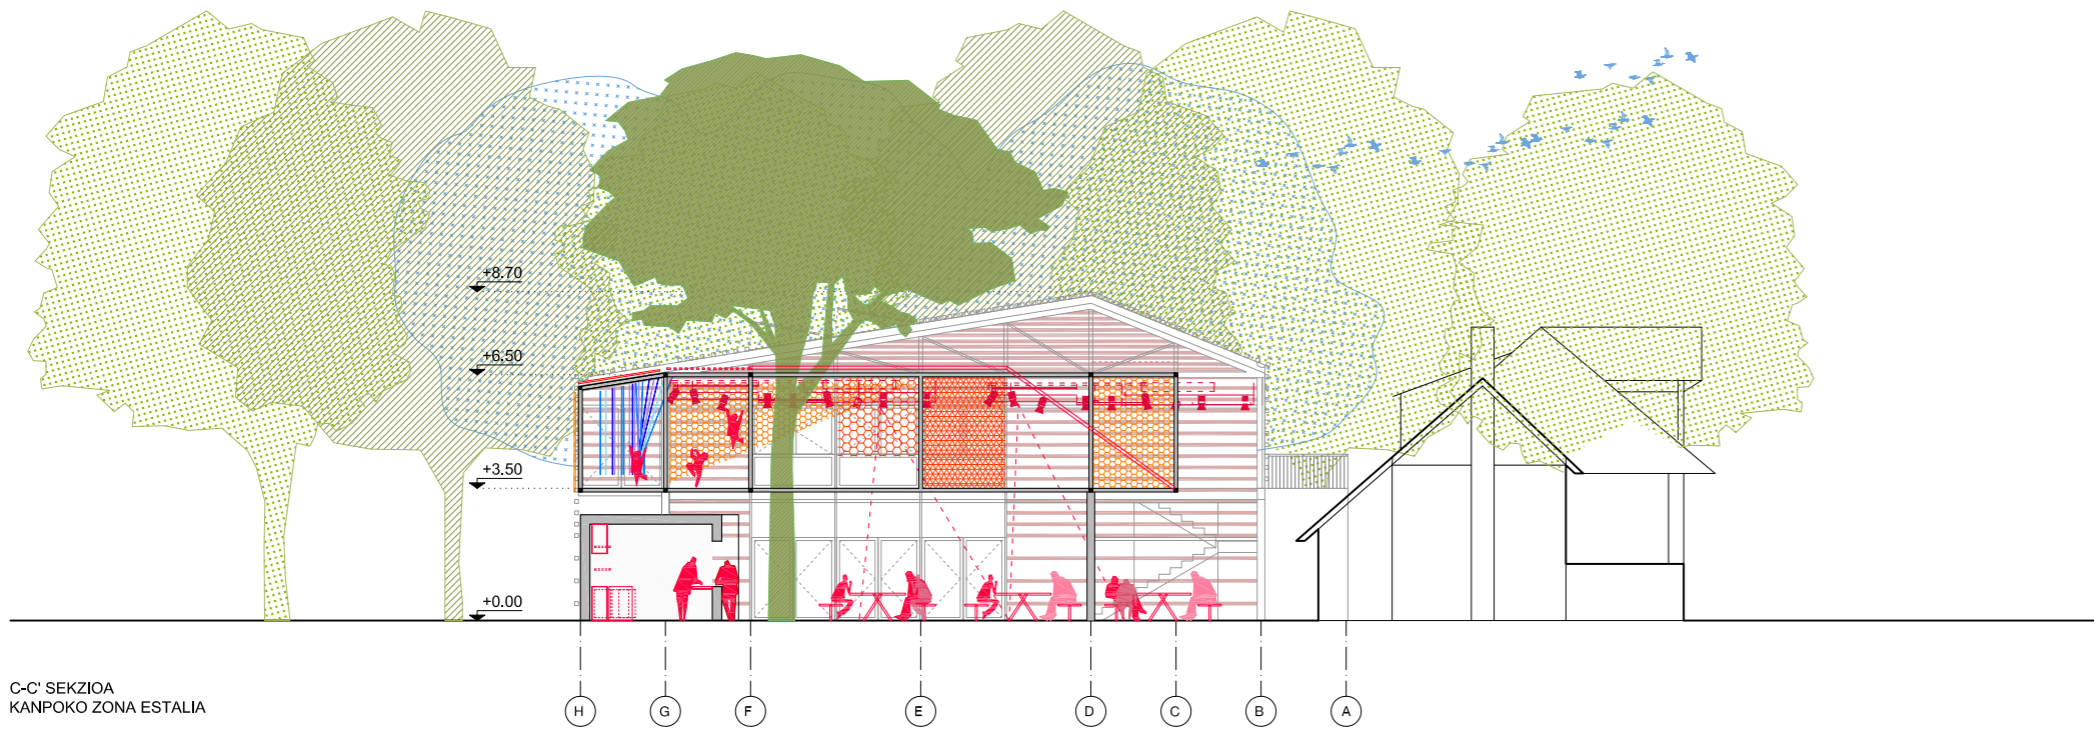 +8.70
+6.50
+3.50
+0.00
C-C' SEKZIOA
KANPOKO ZONA ESTALIA
H G F E D C B A